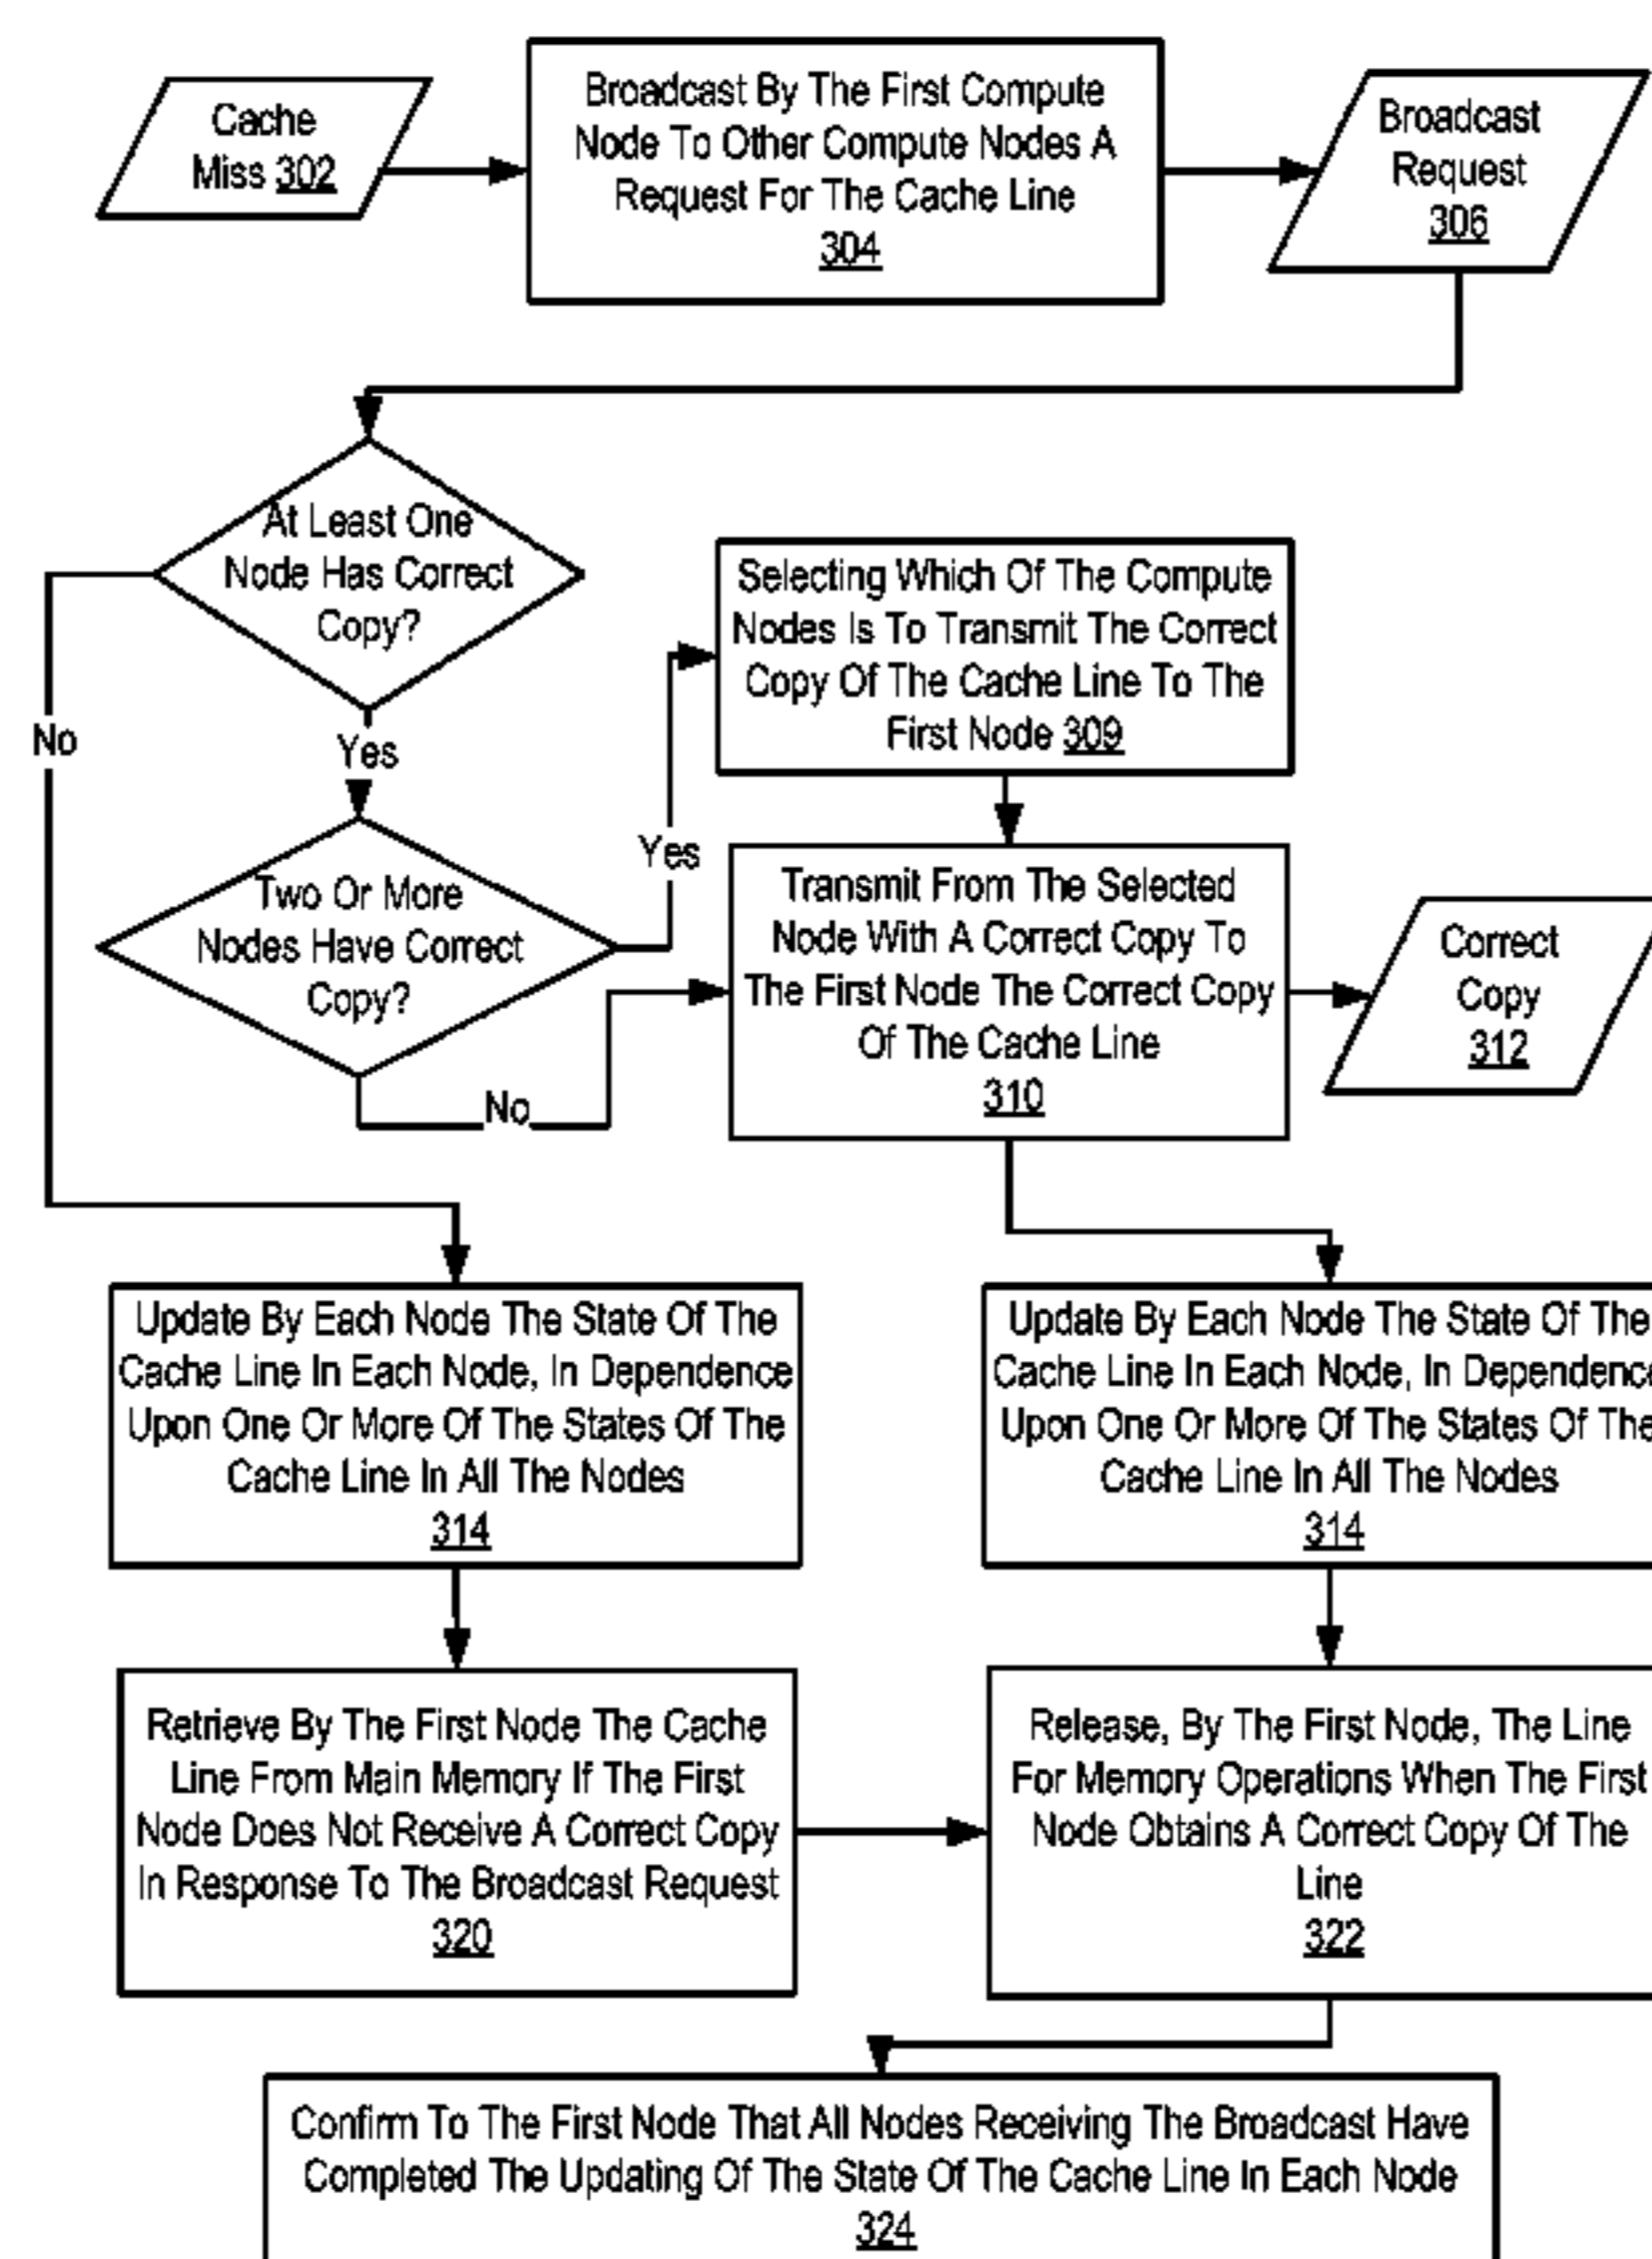 Cache
Miss 302
Broadcast By The First Compute
Node To Other Compute Nodes A
Request For The Cache Line
304
Broadcast
Request
306
At Least One
Node Has Correct
Copy?
No
Yes
Selecting Which Of The Compute
Nodes Is To Transmit The Correct
Copy Of The Cache Line To The
First Node 309
Two Or More
Nodes Have Correct
Copy?
Yes
No
Transmit From The Selected
Node With A Correct Copy To
The First Node The Correct Copy
Of The Cache Line
310
Correct
Copy
312
Update By Each Node The State Of The
Cache Line In Each Node, In Dependence
Upon One Or More Of The States Of The
Cache Line In All The Nodes
314
Update By Each Node The State Of The
Cache Line In Each Node, In Dependence
Upon One Or More Of The States Of The
Cache Line In All The Nodes
314
Retrieve By The First Node The Cache
Line From Main Memory If The First
Node Does Not Receive A Correct Copy
In Response To The Broadcast Request
320
Release, By The First Node, The Line
For Memory Operations When The First
Node Obtains A Correct Copy Of The
Line
322
Confirm To The First Node That All Nodes Receiving The Broadcast Have
Completed The Updating Of The State Of The Cache Line In Each Node
324